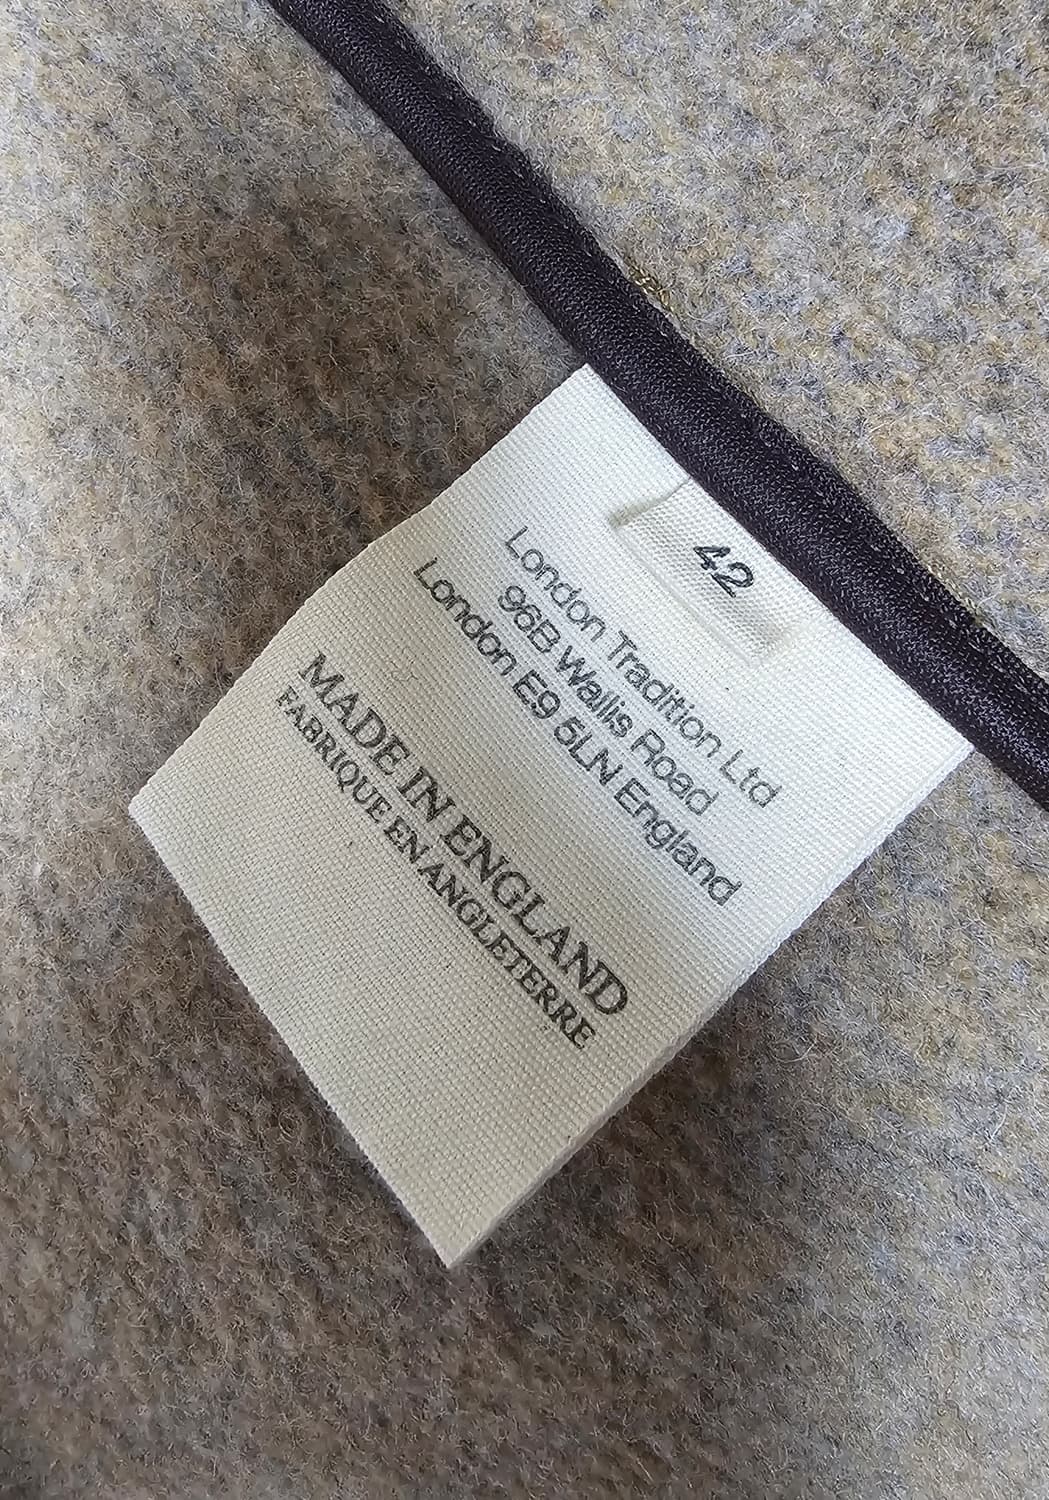 42
London Tradition Ltd
96B Wallis Road
London E9 5LN England
MADE IN ENGLAND
FABRIQUE EN ANGLETERRE